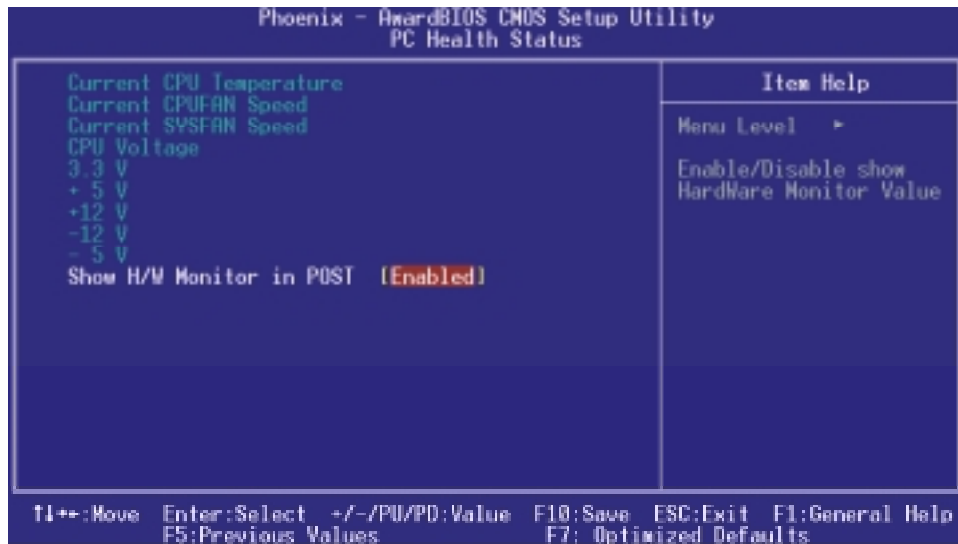 Phoenix - AwardBIOS CMOS Setup Utility
PC Health Status
Current CPU Temperature
Current CPUFAN Speed
Current SYSFAN Speed
CPU Voltage
3.3 V
+ 5 V
+12 V
-12 V
- 5 V
Show H/W Monitor in POST [Enabled]
Item Help
Menu Level ►
Enable/Disable show
HardWare Monitor Value
↑↓→←:Move Enter:Select +/-/PU/PD:Value F10:Save ESC:Exit F1:General Help
F5:Previous Values F7: Optimized Defaults